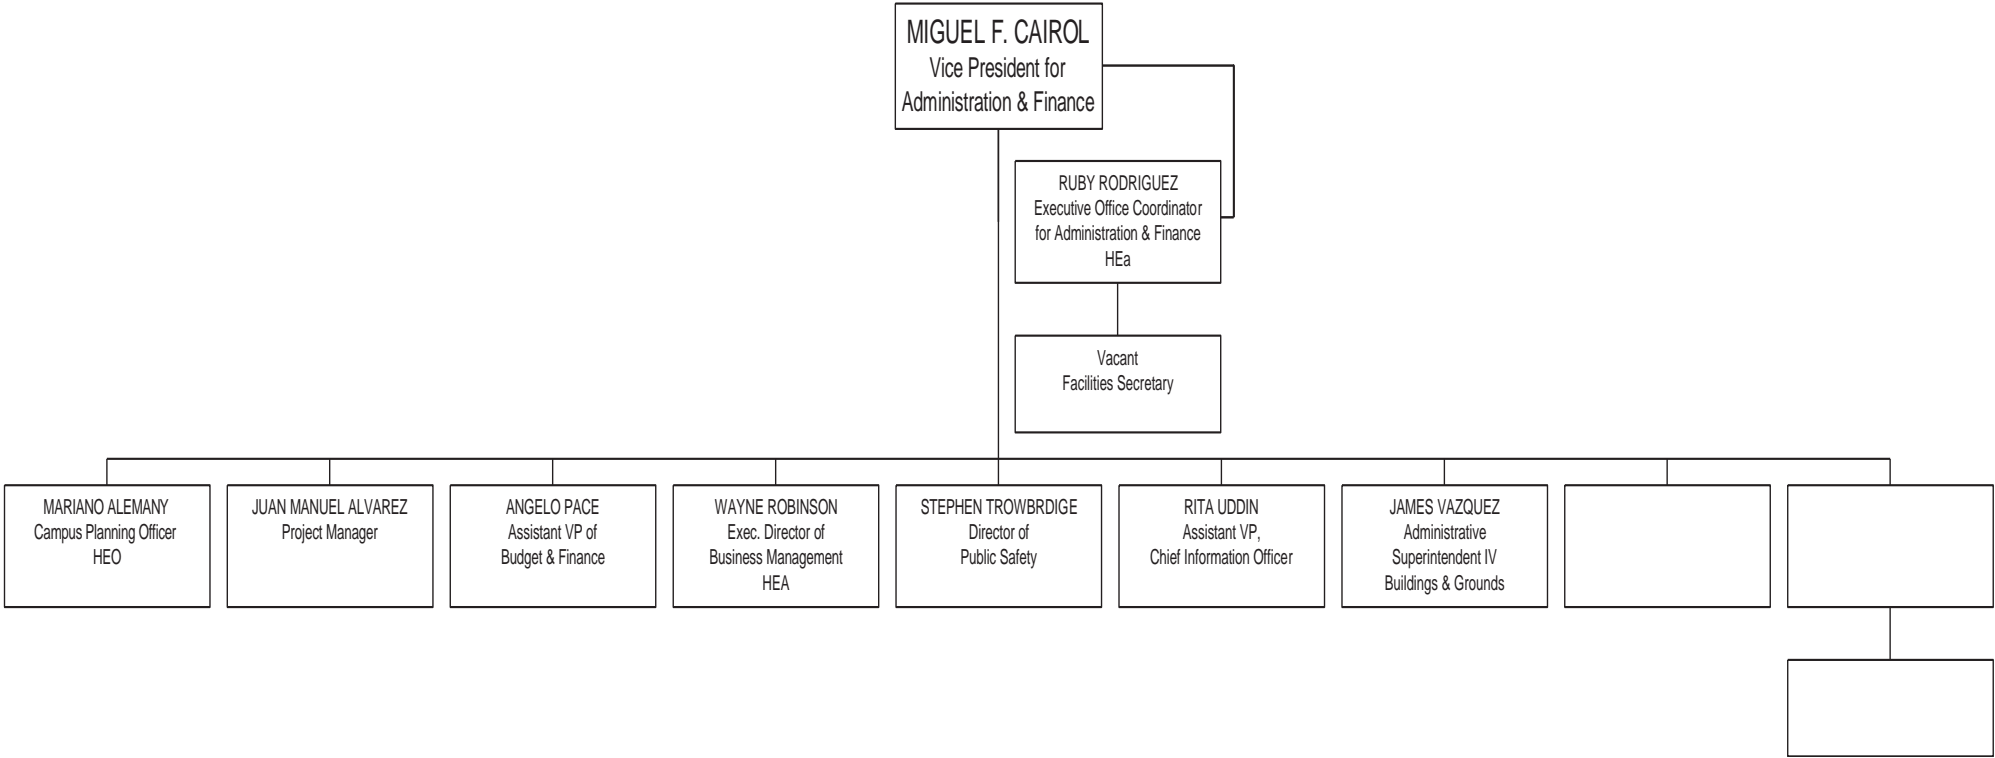 MIGUEL F. CAIROL
Vice President for
Administration & Finance
RUBY RODRIGUEZ
Executive Office Coordinator
for Administration & Finance
HEa
Vacant
Facilities Secretary
MARIANO ALEMANY
Campus Planning Officer
HEO
JUAN MANUEL ALVAREZ
Project Manager
ANGELO PACE
Assistant VP of
Budget & Finance
WAYNE ROBINSON
Exec. Director of
Business Management
HEA
STEPHEN TROWBRDIGE
Director of
Public Safety
RITA UDDIN
Assistant VP,
Chief Information Officer
JAMES VAZQUEZ
Administrative
Superintendent IV
Buildings & Grounds